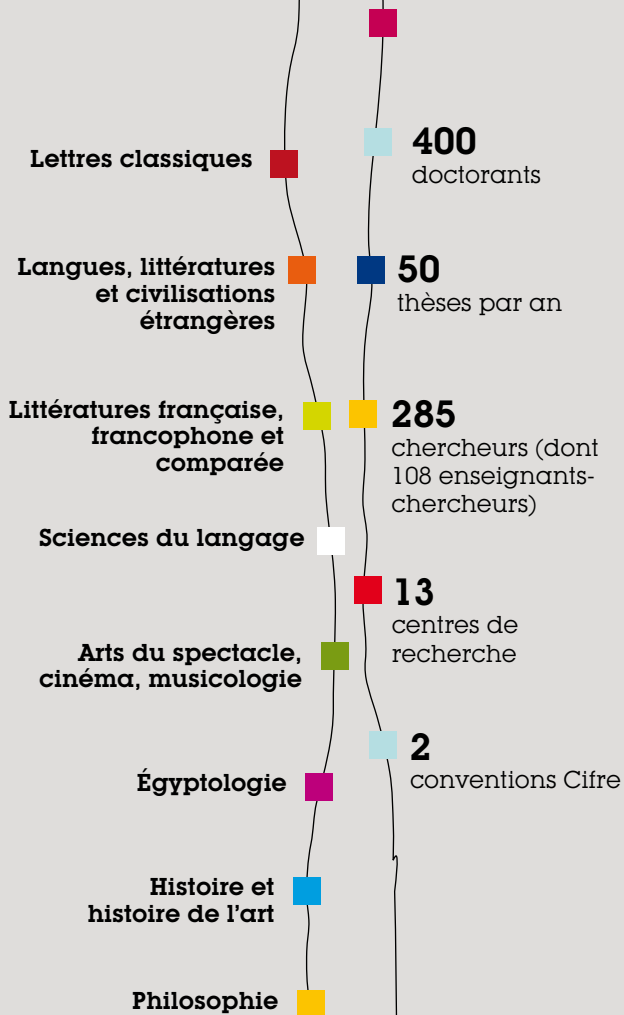 Lettres classiques
Langues, littératures
et civilisations
étrangères
Littératures française,
francophone et
comparée
Sciences du langage
Arts du spectacle,
cinéma, musicologie
Égyptologie
Histoire et
histoire de l'art
Philosophie
400
doctorants
50
thèses par an
285
chercheurs (dont
108 enseignants-
chercheurs)
13
centres de
recherche
2
conventions Cifre